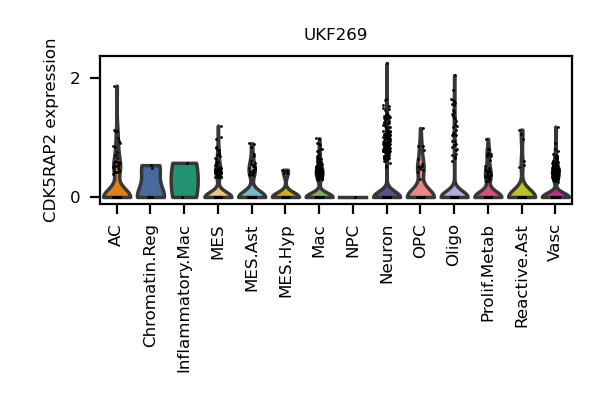 UKF269
CDK5RAP2 expression
2
0
AC
Chromatin.Reg
Inflammatory.Mac
MES
MES.Ast
MES.Hyp
Mac
NPC
Neuron
OPC
Oligo
Prolif.Metab
Reactive.Ast
Vasc